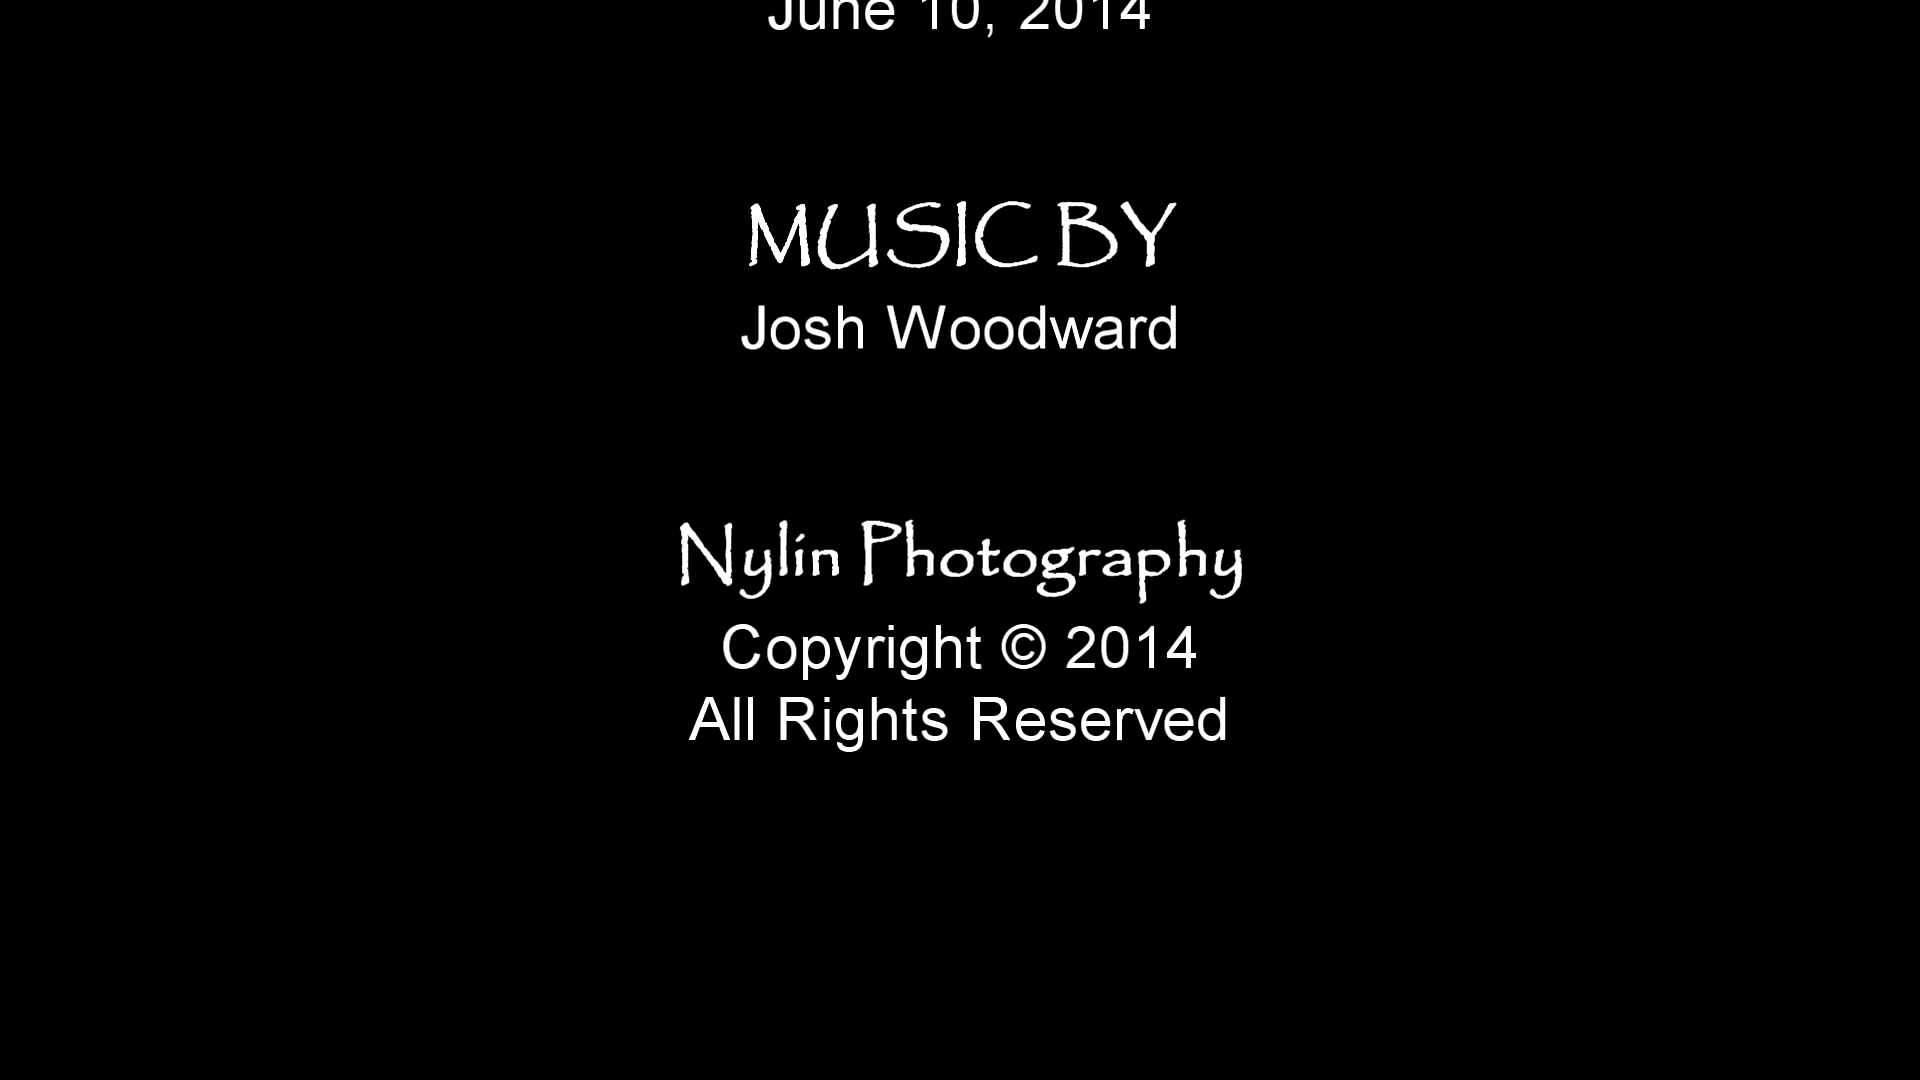 June 10, 2014
MUSIC BY
Josh Woodward
Nylin Photography
Copyright © 2014
All Rights Reserved